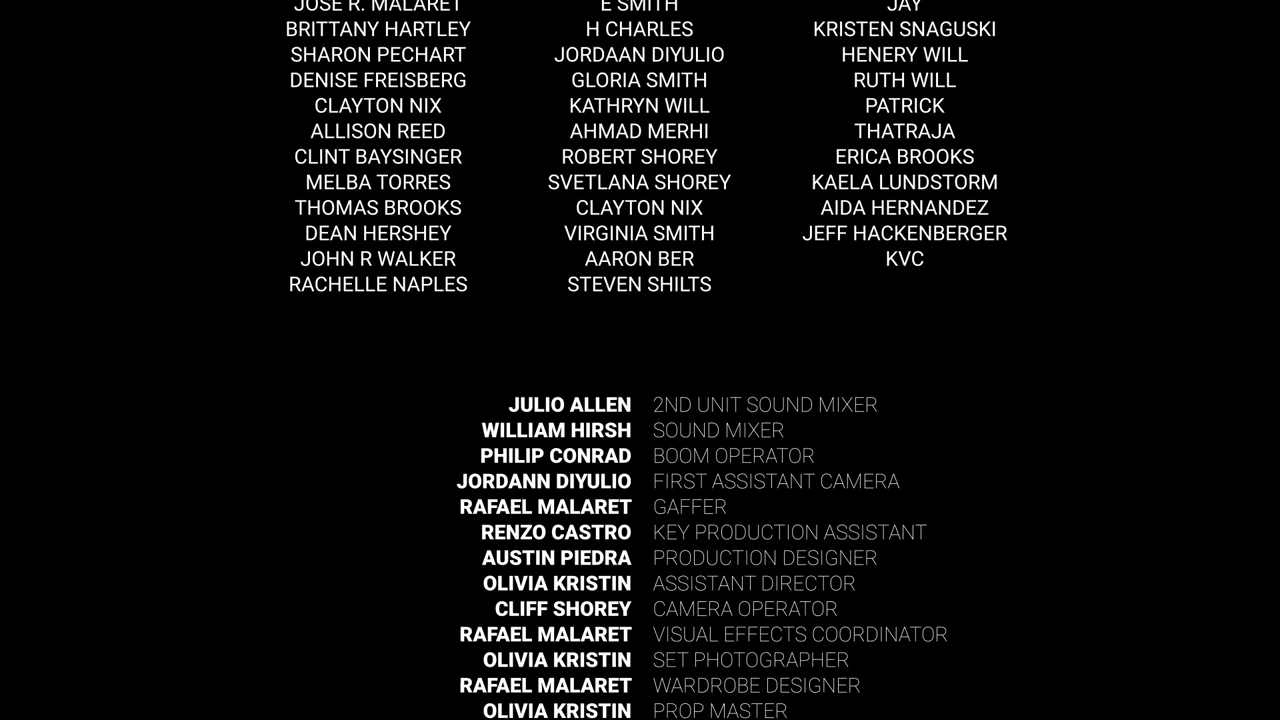 JOSE R. MALARET E SMITH JAY
BRITTANY HARTLEY H CHARLES KRISTEN SNAGUSKI
SHARON PECHART JORDAAN DIYULIO HENERY WILL
DENISE FREISBERG GLORIA SMITH RUTH WILL
CLAYTON NIX KATHRYN WILL PATRICK
ALLISON REED AHMAD MERHI THATRAJA
CLINT BAYSINGER ROBERT SHOREY ERICA BROOKS
MELBA TORRES SVETLANA SHOREY KAELA LUNDSTORM
THOMAS BROOKS CLAYTON NIX AIDA HERNANDEZ
DEAN HERSHEY VIRGINIA SMITH JEFF HACKENBERGER
JOHN R WALKER AARON BER KVC
RACHELLE NAPLES STEVEN SHILTS
JULIO ALLEN 2ND UNIT SOUND MIXER
WILLIAM HIRSH SOUND MIXER
PHILIP CONRAD BOOM OPERATOR
JORDANN DIYULIO FIRST ASSISTANT CAMERA
RAFAEL MALARET GAFFER
RENZO CASTRO KEY PRODUCTION ASSISTANT
AUSTIN PIEDRA PRODUCTION DESIGNER
OLIVIA KRISTIN ASSISTANT DIRECTOR
CLIFF SHOREY CAMERA OPERATOR
RAFAEL MALARET VISUAL EFFECTS COORDINATOR
OLIVIA KRISTIN SET PHOTOGRAPHER
RAFAEL MALARET WARDROBE DESIGNER
OLIVIA KRISTIN PROP MASTER